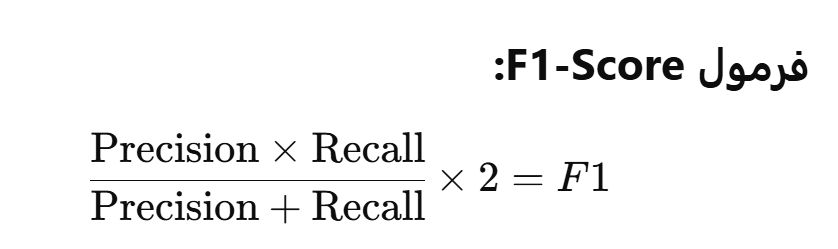 فرمول F1-Score:
Precision × Recall
Precision + Recall
× 2 = F1